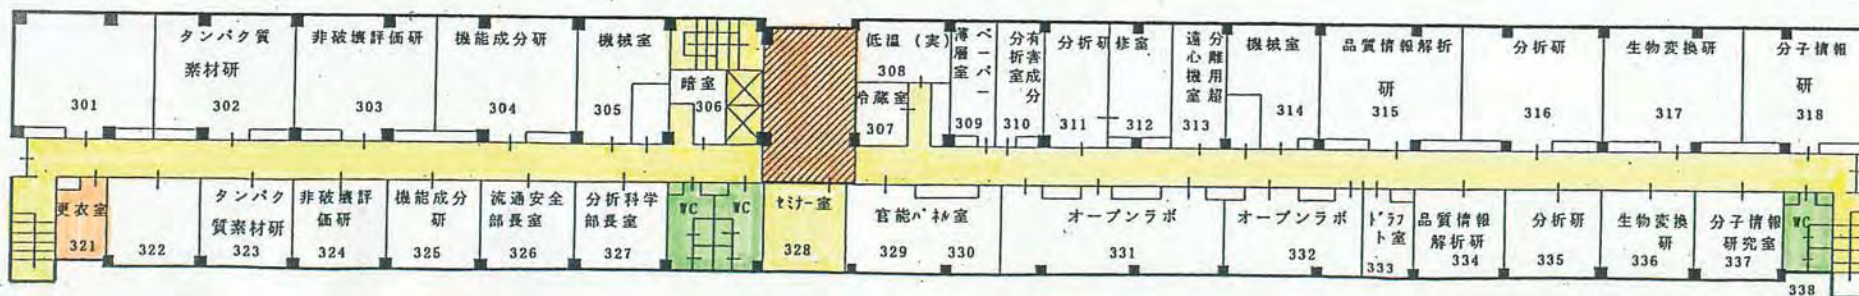 301
タンパク質
素材研
302
非破壊評価研
303
機能成分研
304
機械室
305
暗室
306
低温(実)
308
冷蔵室
307
薄層室
ペーパー
309
有害成分
分析室
310
分析研
311
修室
312
分離用超
遠心機室
313
機械室
314
品質情報解析
研
315
分析研
316
生物変換研
317
分子情報
研
318
更衣室
321
322
タンパク
質素材研
323
非破壊評
価研
324
機能成分
研
325
流通安全
部長室
326
分析科学
部長室
327
WC
WC
セミナー室
328
官能パネル室
329
330
オープンラボ
331
オープンラボ
332
ドラフ
ト室
333
品質情報
解析研
334
分析研
335
生物変換
研
336
分子情報
研究室
337
WC
338